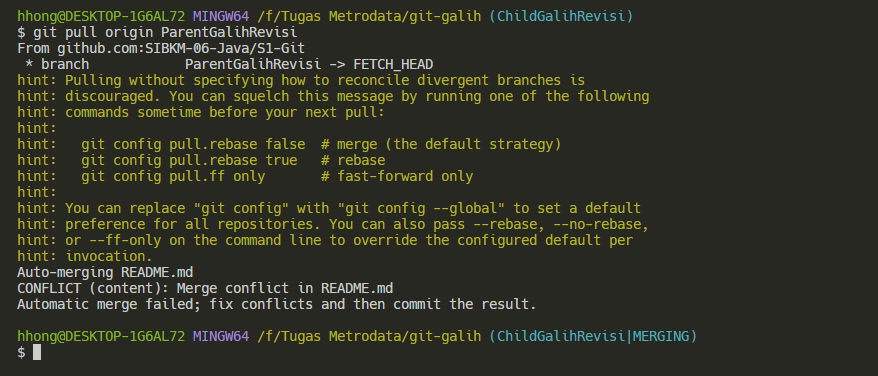 hhong@DESKTOP-1G6AL72 MINGW64 /f/Tugas Metrodata/git-galih (ChildGalihRevisi)
$ git pull origin ParentGalihRevisi
From github.com:SIBKM-06-Java/S1-Git
 * branch            ParentGalihRevisi -> FETCH_HEAD
hint: Pulling without specifying how to reconcile divergent branches is
hint: discouraged. You can squelch this message by running one of the following
hint: commands sometime before your next pull:
hint:
hint:   git config pull.rebase false  # merge (the default strategy)
hint:   git config pull.rebase true   # rebase
hint:   git config pull.ff only       # fast-forward only
hint:
hint: You can replace "git config" with "git config --global" to set a default
hint: preference for all repositories. You can also pass --rebase, --no-rebase,
hint: or --ff-only on the command line to override the configured default per
hint: invocation.
Auto-merging README.md
CONFLICT (content): Merge conflict in README.md
Automatic merge failed; fix conflicts and then commit the result.
hhong@DESKTOP-1G6AL72 MINGW64 /f/Tugas Metrodata/git-galih (ChildGalihRevisi|MERGING)
$